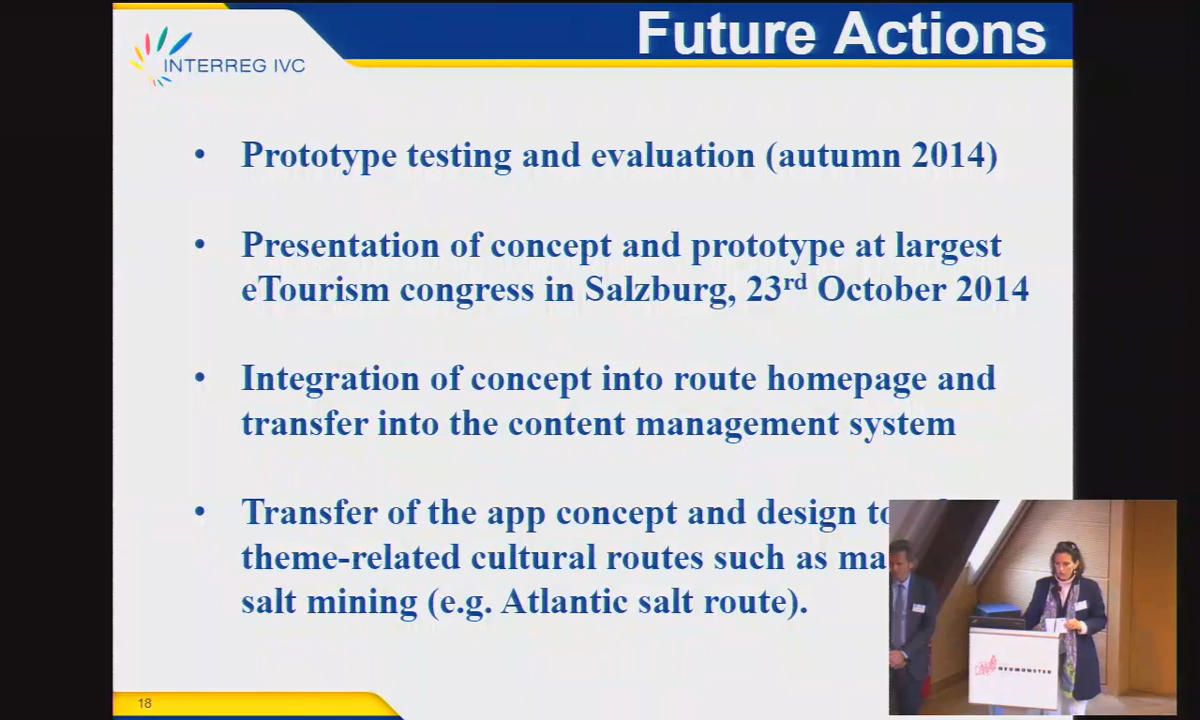 Future Actions
INTERREG IVC
• Prototype testing and evaluation (autumn 2014)
• Presentation of concept and prototype at largest
eTourism congress in Salzburg, 23rd October 2014
• Integration of concept into route homepage and
transfer into the content management system
• Transfer of the app concept and design to
theme-related cultural routes such as
salt mining (e.g. Atlantic salt route).
NEUMÜNSTER
18